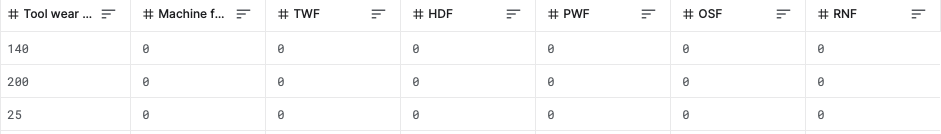 # Tool wear ... # Machine f... # TWF # HDF # PWF # OSF # RNF
140 0 0 0 0 0 0
200 0 0 0 0 0 0
25 0 0 0 0 0 0